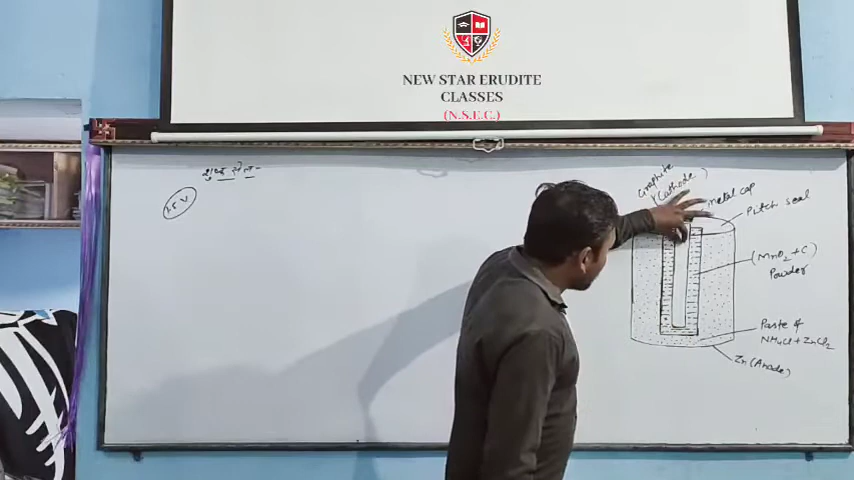 NEW STAR ERUDITE
CLASSES
(N.S.E.C.)
शुष्क सेल -
1.5 V
Graphite
(Cathode)
metal cap
Pitch seal
(MnO₂ + C)
Powder
Paste of
NH₄Cl + ZnCl₂
Zn (Anode)